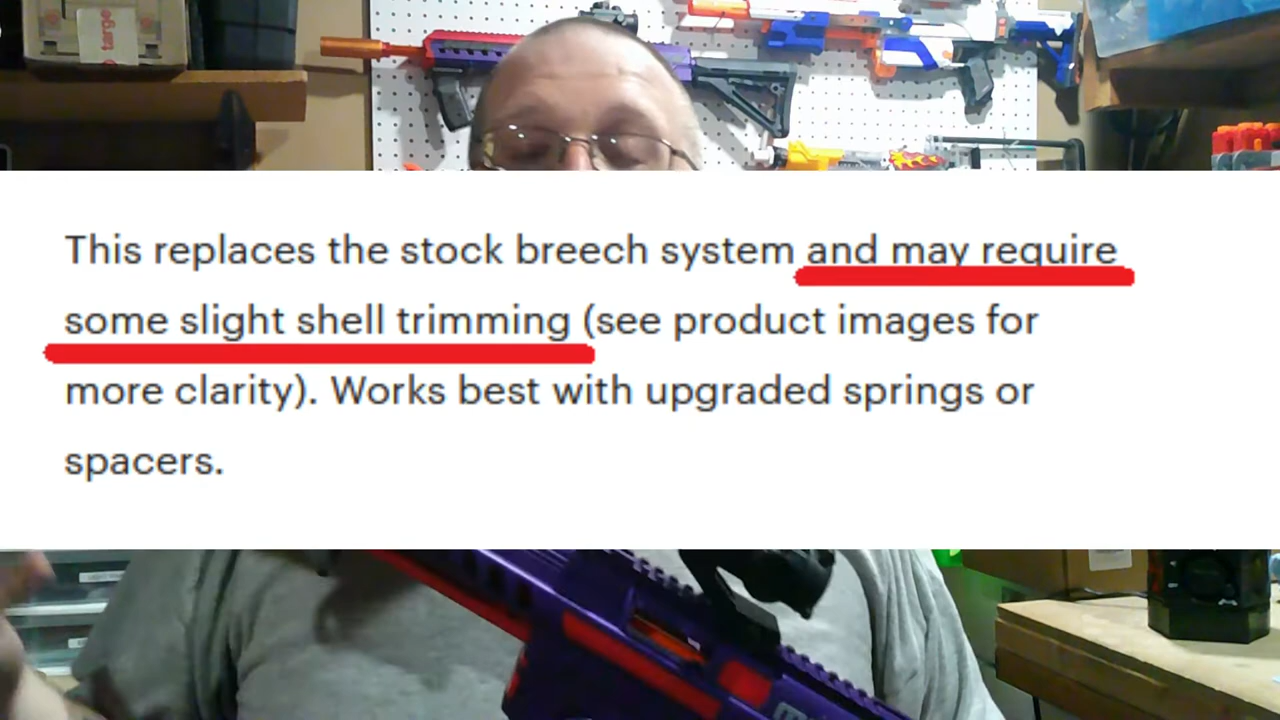 target
This replaces the stock breech system and may require
some slight shell trimming (see product images for
more clarity). Works best with upgraded springs or
spacers.